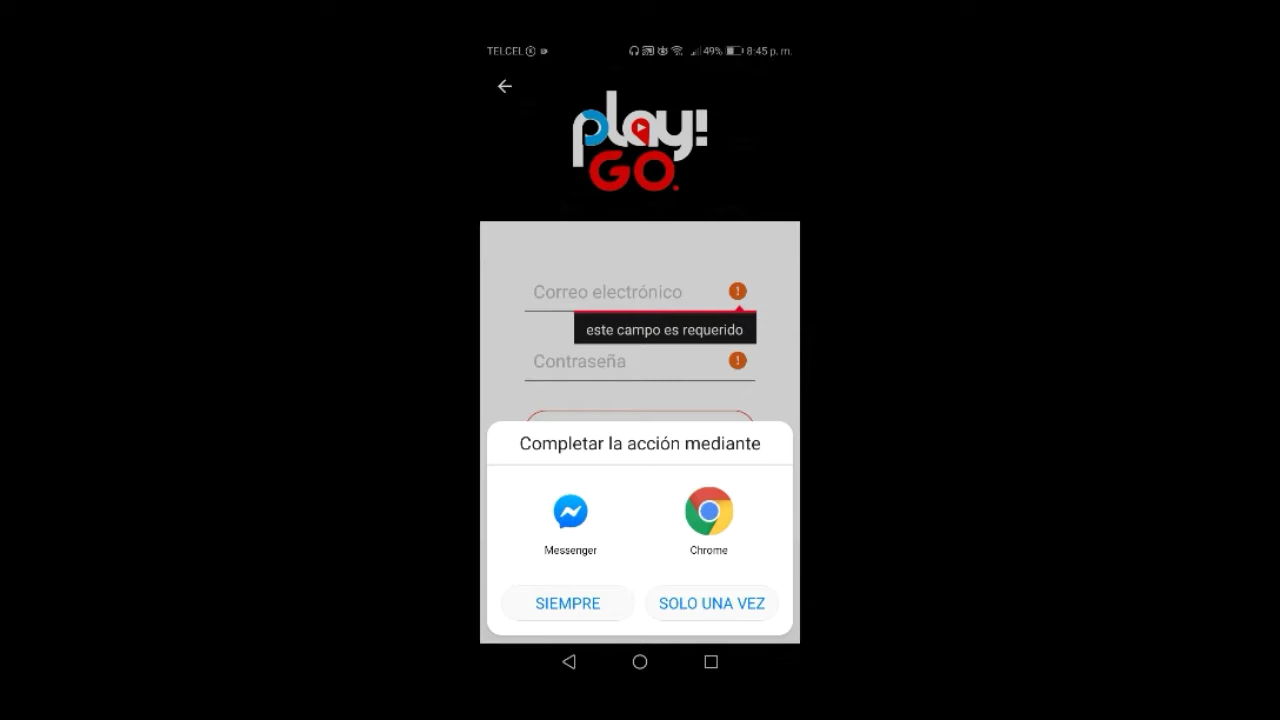 TELCEL
49% 8:45 p. m.
play!
GO.
Correo electrónico
este campo es requerido
Contraseña
Completar la acción mediante
Messenger
Chrome
SIEMPRE
SOLO UNA VEZ